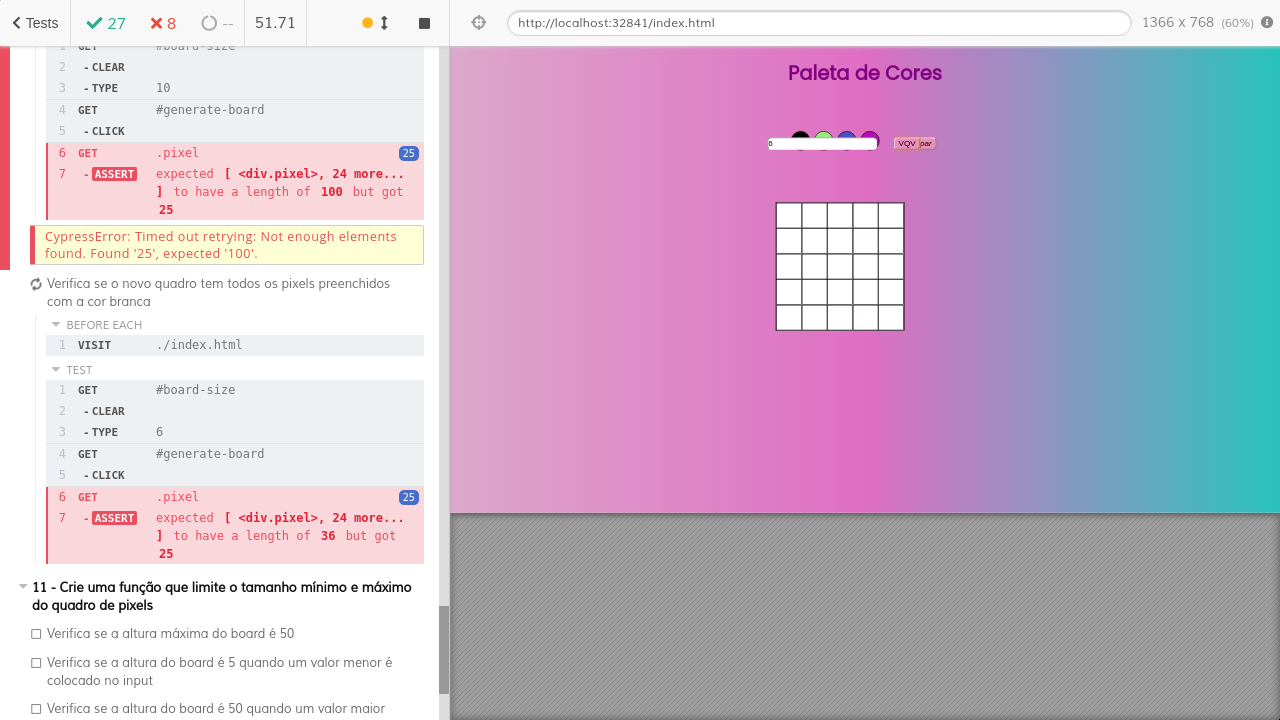 Tests
27
8
--
51.71
http://localhost:32841/index.html
1366 x 768 (60%)
1 GET #board-size
2 -CLEAR
3 -TYPE 10
4 GET #generate-board
5 -CLICK
6 GET .pixel 25
7 -ASSERT expected [ <div.pixel>, 24 more...
] to have a length of 100 but got
25
CypressError: Timed out retrying: Not enough elements
found. Found '25', expected '100'.
Verifica se o novo quadro tem todos os pixels preenchidos
com a cor branca
BEFORE EACH
1 VISIT ./index.html
TEST
1 GET #board-size
2 -CLEAR
3 -TYPE 6
4 GET #generate-board
5 -CLICK
6 GET .pixel 25
7 -ASSERT expected [ <div.pixel>, 24 more...
] to have a length of 36 but got
25
11 - Crie uma função que limite o tamanho mínimo e máximo
do quadro de pixels
Verifica se a altura máxima do board é 50
Verifica se a altura do board é 5 quando um valor menor é
colocado no input
Verifica se a altura do board é 50 quando um valor maior
Paleta de Cores
6
VQV par